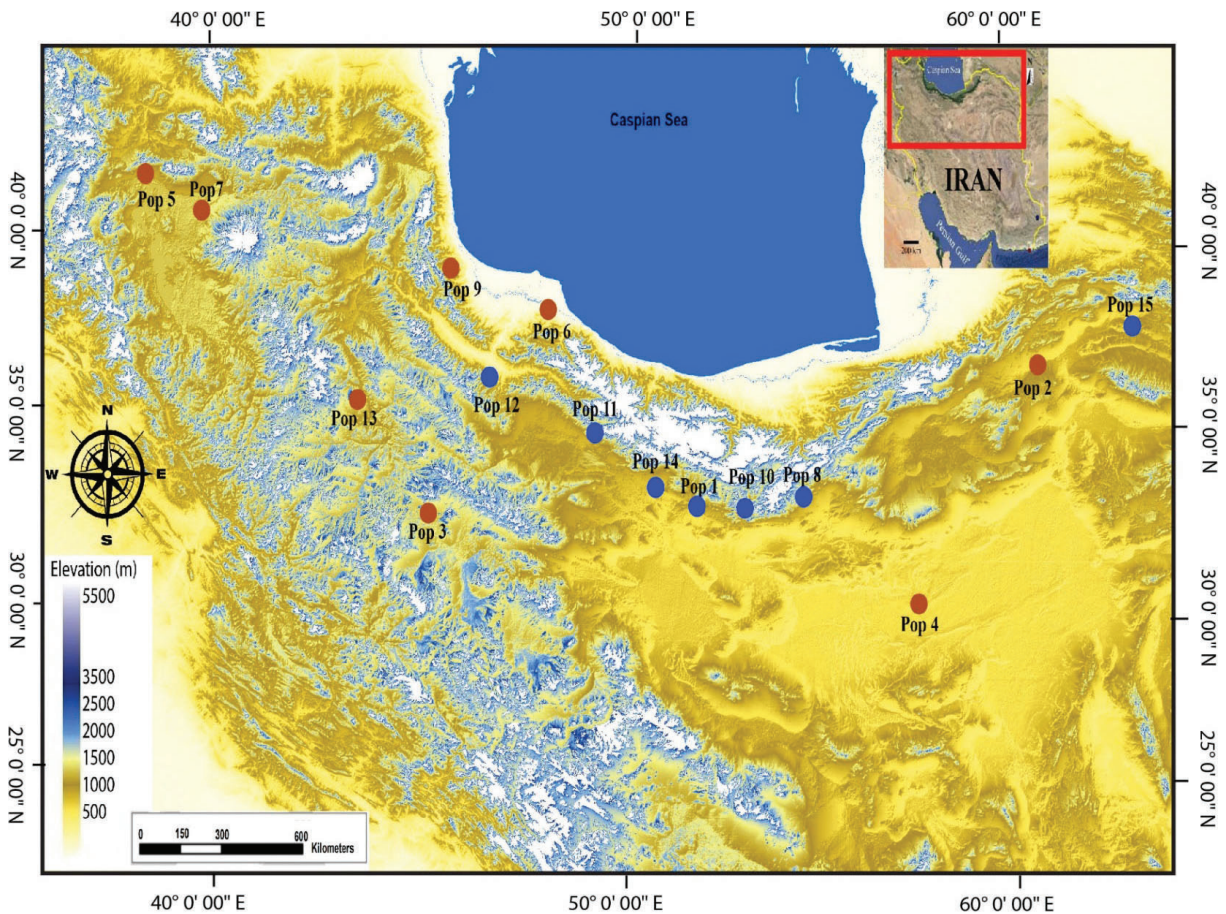 40° 0' 00" E
50° 0' 00" E
60° 0' 00" E
Caspian Sea
Caspian Sea
IRAN
Persian Gulf
200 km
40° 0' 00" N
40° 0' 00" N
Pop 5
Pop7
Pop 9
Pop 6
Pop 15
Pop 2
35° 0' 00" N
35° 0' 00" N
Pop 12
Pop 13
Pop 11
Pop 14
Pop 1
Pop 10
Pop 8
N
W
E
S
Pop 3
Pop 4
30° 0' 00" N
30° 0' 00" N
Elevation (m)
5500
3500
2500
2000
1500
1000
500
25° 0' 00" N
25° 0' 00" N
0 150 300 600
Kilometers
40° 0' 00" E
50° 0' 00" E
60° 0' 00" E